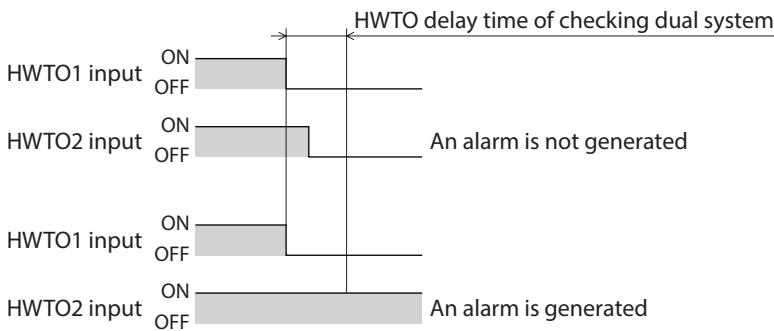 HWTO delay time of checking dual system
HWTO1 input ON
OFF
HWTO2 input ON
OFF An alarm is not generated
HWTO1 input ON
OFF
HWTO2 input ON
OFF An alarm is generated